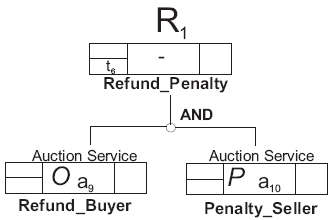 R1
-
t6
Refund_Penalty
AND
Auction Service Auction Service
O a9 P a10
Refund_Buyer Penalty_Seller